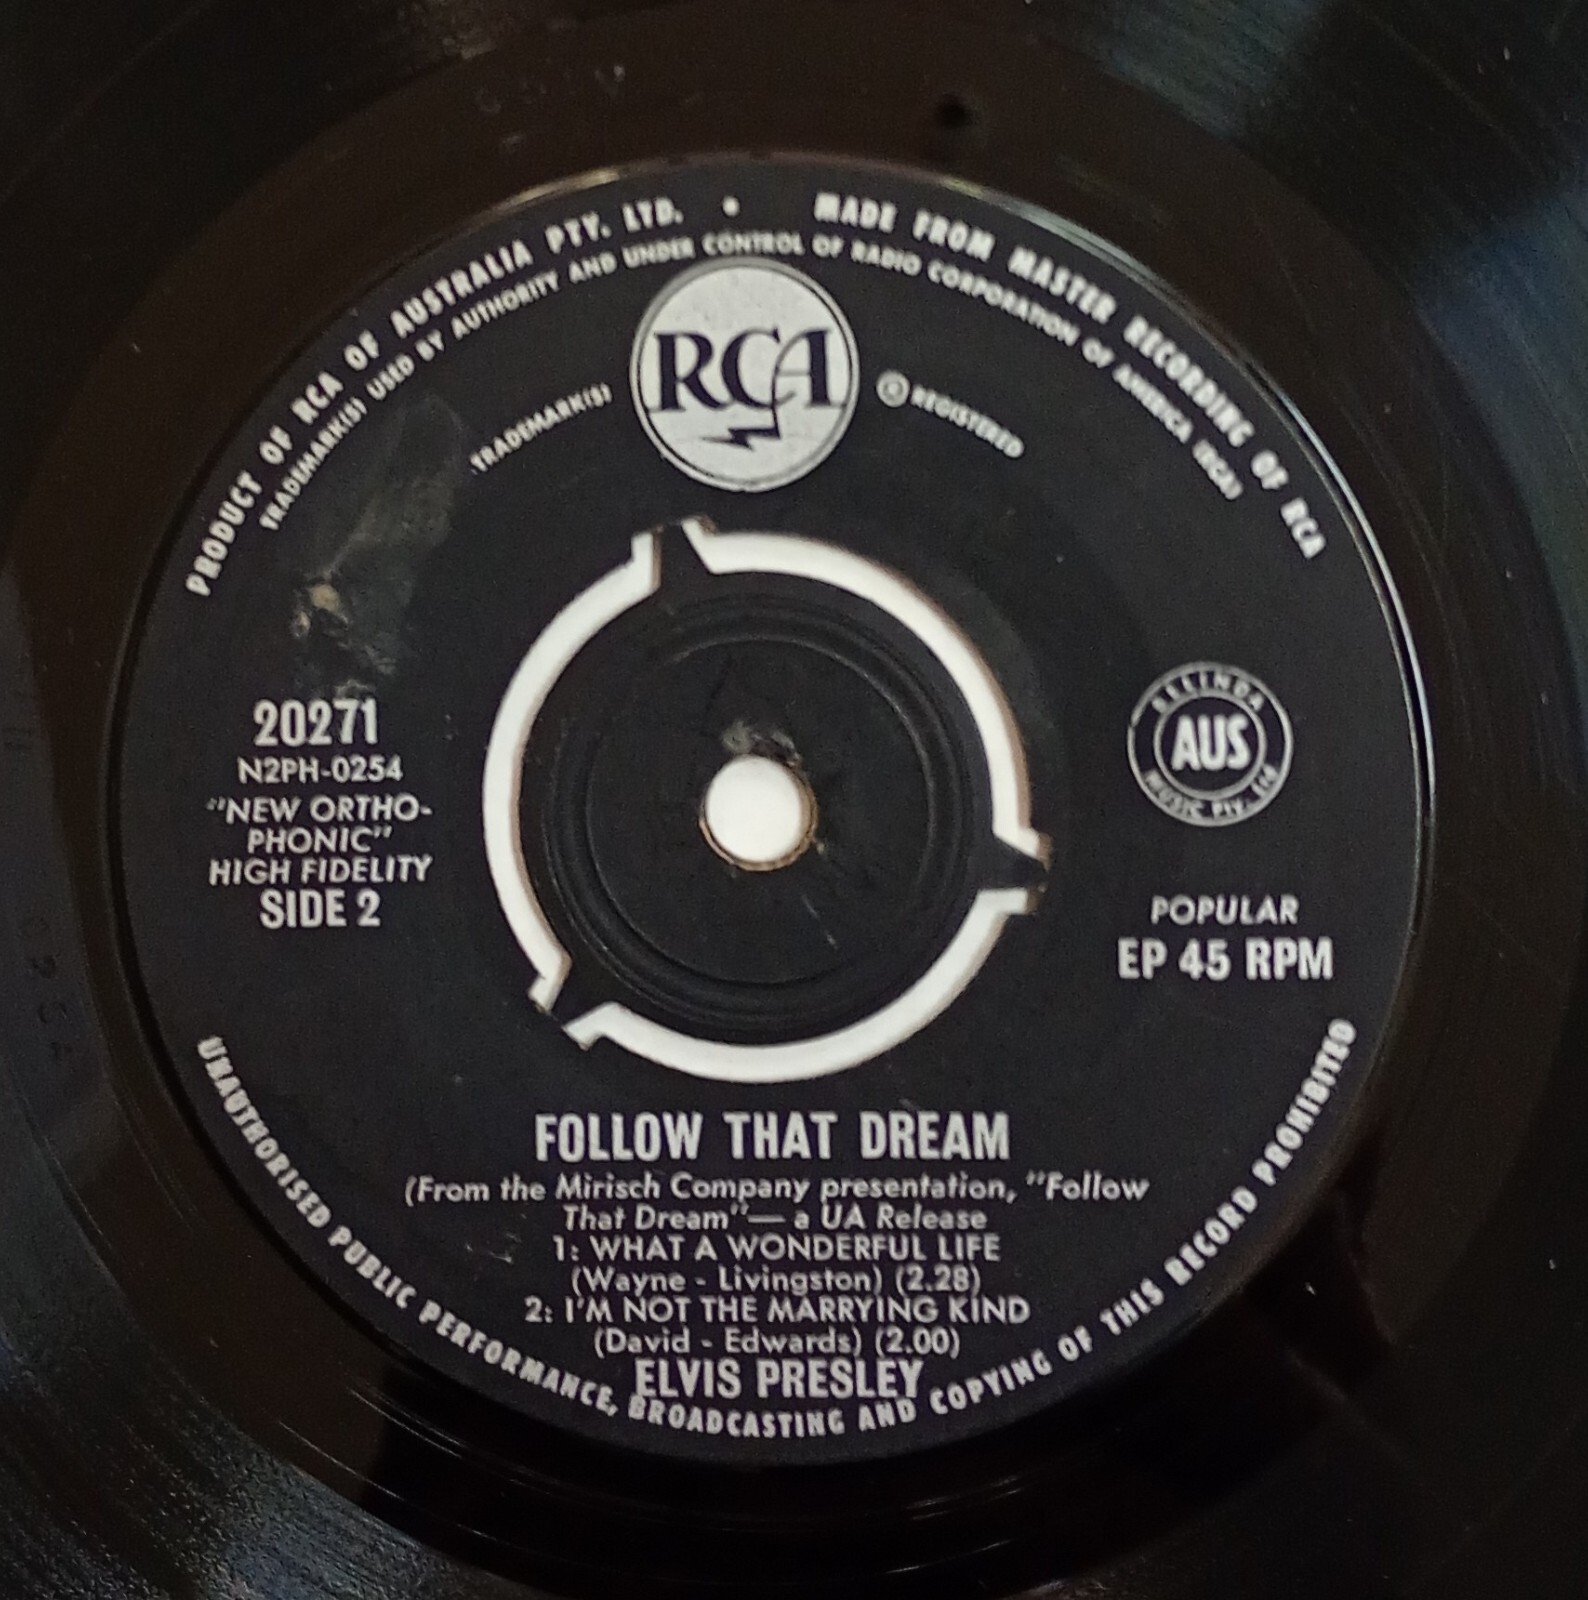 PRODUCT OF RCA OF AUSTRALIA PTY. LTD. • MADE FROM MASTER RECORDING OF RCA
TRADEMARK(S) USED BY AUTHORITY AND UNDER CONTROL OF RADIO CORPORATION OF AMERICA (RCA)
TRADEMARK(S) RCA ® REGISTERED
20271
N2PH-0254
"NEW ORTHO-
PHONIC"
HIGH FIDELITY
SIDE 2
BELINDA
AUS
MUSIC PTY. Ltd
POPULAR
EP 45 RPM
FOLLOW THAT DREAM
(From the Mirisch Company presentation, "Follow
That Dream"— a UA Release
1: WHAT A WONDERFUL LIFE
(Wayne - Livingston) (2.28)
2: I'M NOT THE MARRYING KIND
(David - Edwards) (2.00)
ELVIS PRESLEY
UNAUTHORISED PUBLIC PERFORMANCE, BROADCASTING AND COPYING OF THIS RECORD PROHIBITED